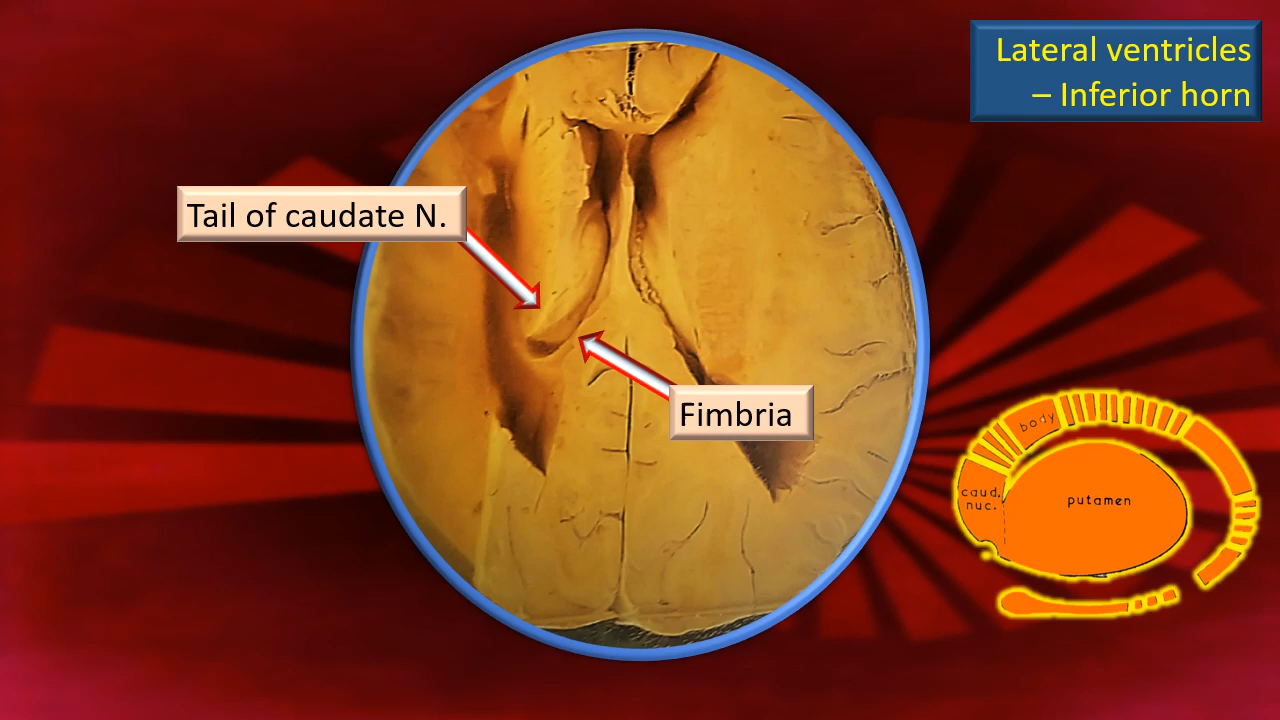 Lateral ventricles
– Inferior horn
Tail of caudate N.
Fimbria
body
caud.
nuc.
putamen